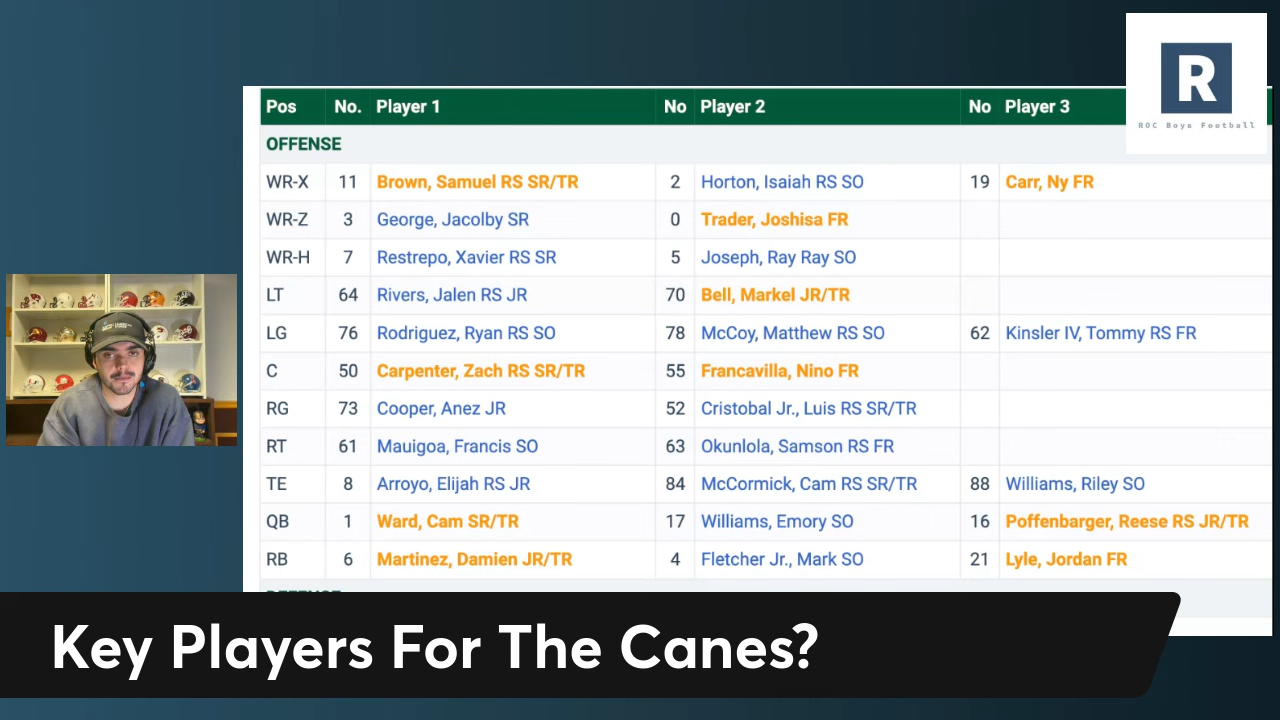 R
ROC Boys Football
Pos No. Player 1 No Player 2 No Player 3
OFFENSE
WR-X 11 Brown, Samuel RS SR/TR 2 Horton, Isaiah RS SO 19 Carr, Ny FR
WR-Z 3 George, Jacolby SR 0 Trader, Joshisa FR
WR-H 7 Restrepo, Xavier RS SR 5 Joseph, Ray Ray SO
LT 64 Rivers, Jalen RS JR 70 Bell, Markel JR/TR
LG 76 Rodriguez, Ryan RS SO 78 McCoy, Matthew RS SO 62 Kinsler IV, Tommy RS FR
C 50 Carpenter, Zach RS SR/TR 55 Francavilla, Nino FR
RG 73 Cooper, Anez JR 52 Cristobal Jr., Luis RS SR/TR
RT 61 Mauigoa, Francis SO 63 Okunlola, Samson RS FR
TE 8 Arroyo, Elijah RS JR 84 McCormick, Cam RS SR/TR 88 Williams, Riley SO
QB 1 Ward, Cam SR/TR 17 Williams, Emory SO 16 Poffenbarger, Reese RS JR/TR
RB 6 Martinez, Damien JR/TR 4 Fletcher Jr., Mark SO 21 Lyle, Jordan FR
Key Players For The Canes?